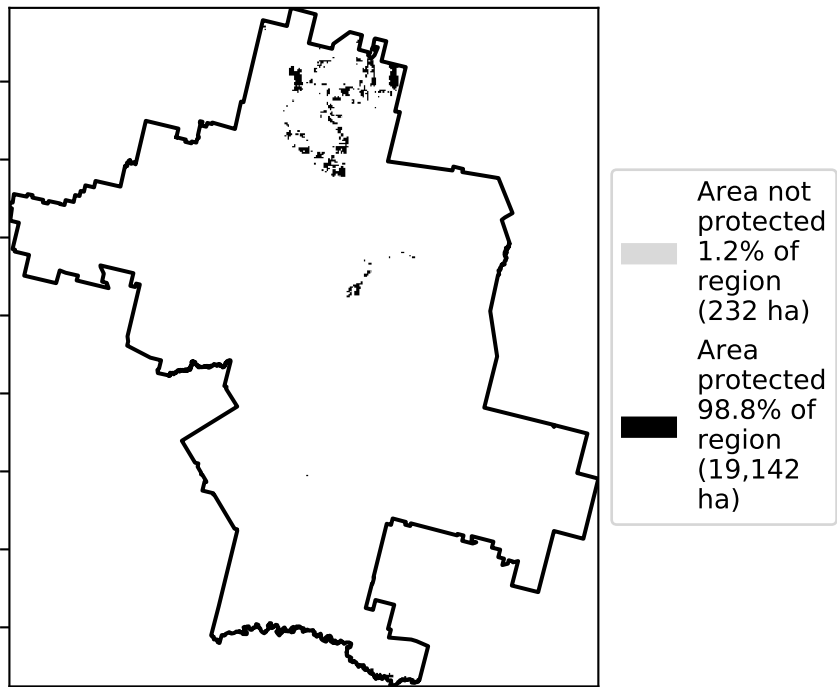 Area not
protected
1.2% of
region
(232 ha)
Area
protected
98.8% of
region
(19,142
ha)